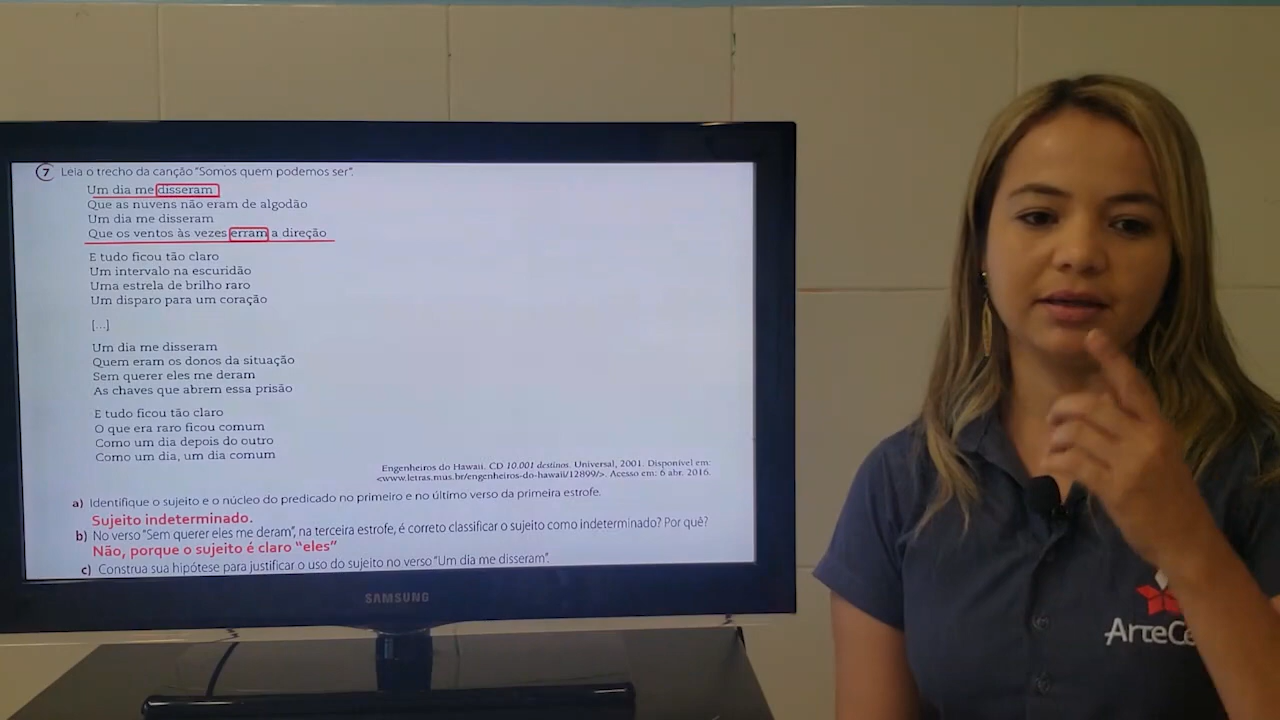 7 Leia o trecho da canção "Somos quem podemos ser".
Um dia me disseram
Que as nuvens não eram de algodão
Um dia me disseram
Que os ventos às vezes erram a direção
E tudo ficou tão claro
Um intervalo na escuridão
Uma estrela de brilho raro
Um disparo para um coração
[...]
Um dia me disseram
Quem eram os donos da situação
Sem querer eles me deram
As chaves que abrem essa prisão
E tudo ficou tão claro
O que era raro ficou comum
Como um dia depois do outro
Como um dia, um dia comum
Engenheiros do Hawaii. CD 10.001 destinos. Universal, 2001. Disponível em:
<www.letras.mus.br/engenheiros-do-hawaii/12899/>. Acesso em: 6 abr. 2016.
a) Identifique o sujeito e o núcleo do predicado no primeiro e no último verso da primeira estrofe.
Sujeito indeterminado.
b) No verso "Sem querer eles me deram", na terceira estrofe, é correto classificar o sujeito como indeterminado? Por quê?
Não, porque o sujeito é claro "eles"
c) Construa sua hipótese para justificar o uso do sujeito no verso "Um dia me disseram".
SAMSUNG
ArteCe